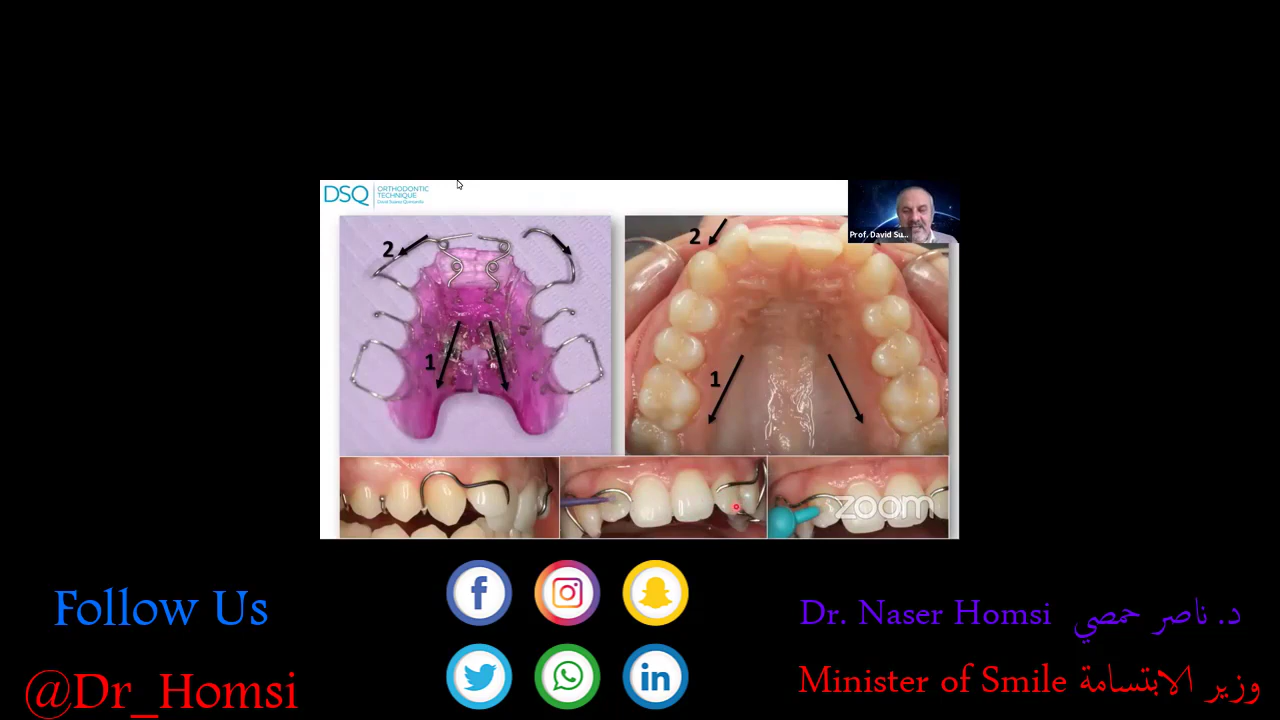 DSQ
ORTHODONTIC
TECHNIQUE
Prof. David Su...
2
1
2
1
zoom
Follow Us
@Dr_Homsi
Dr. Naser Homsi د. ناصر حمصي
Minister of Smile وزير الابتسامة